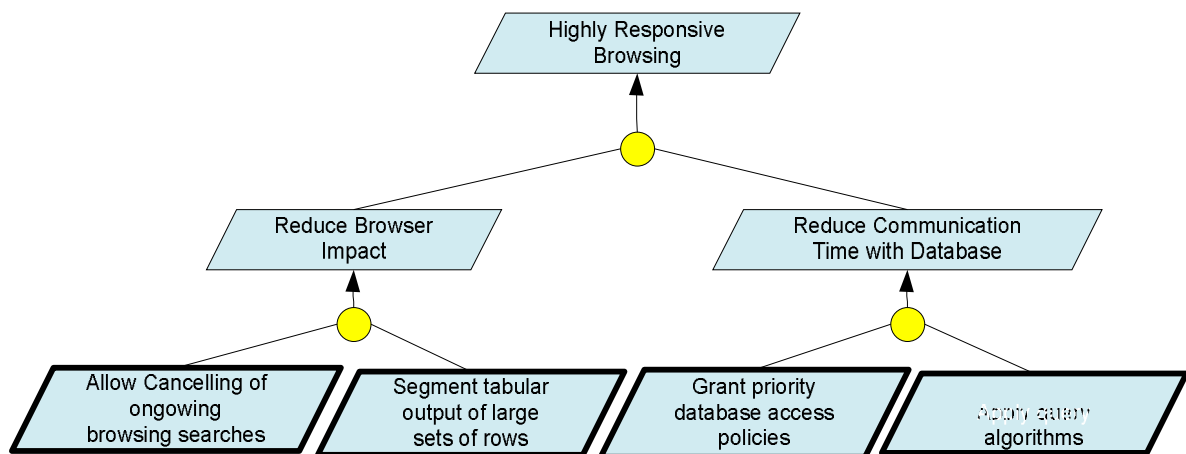 Highly Responsive
Browsing
Reduce Browser
Impact
Reduce Communication
Time with Database
Allow Cancelling of
ongowing
browsing searches
Segment tabular
output of large
sets of rows
Grant priority
database access
policies
algorithms